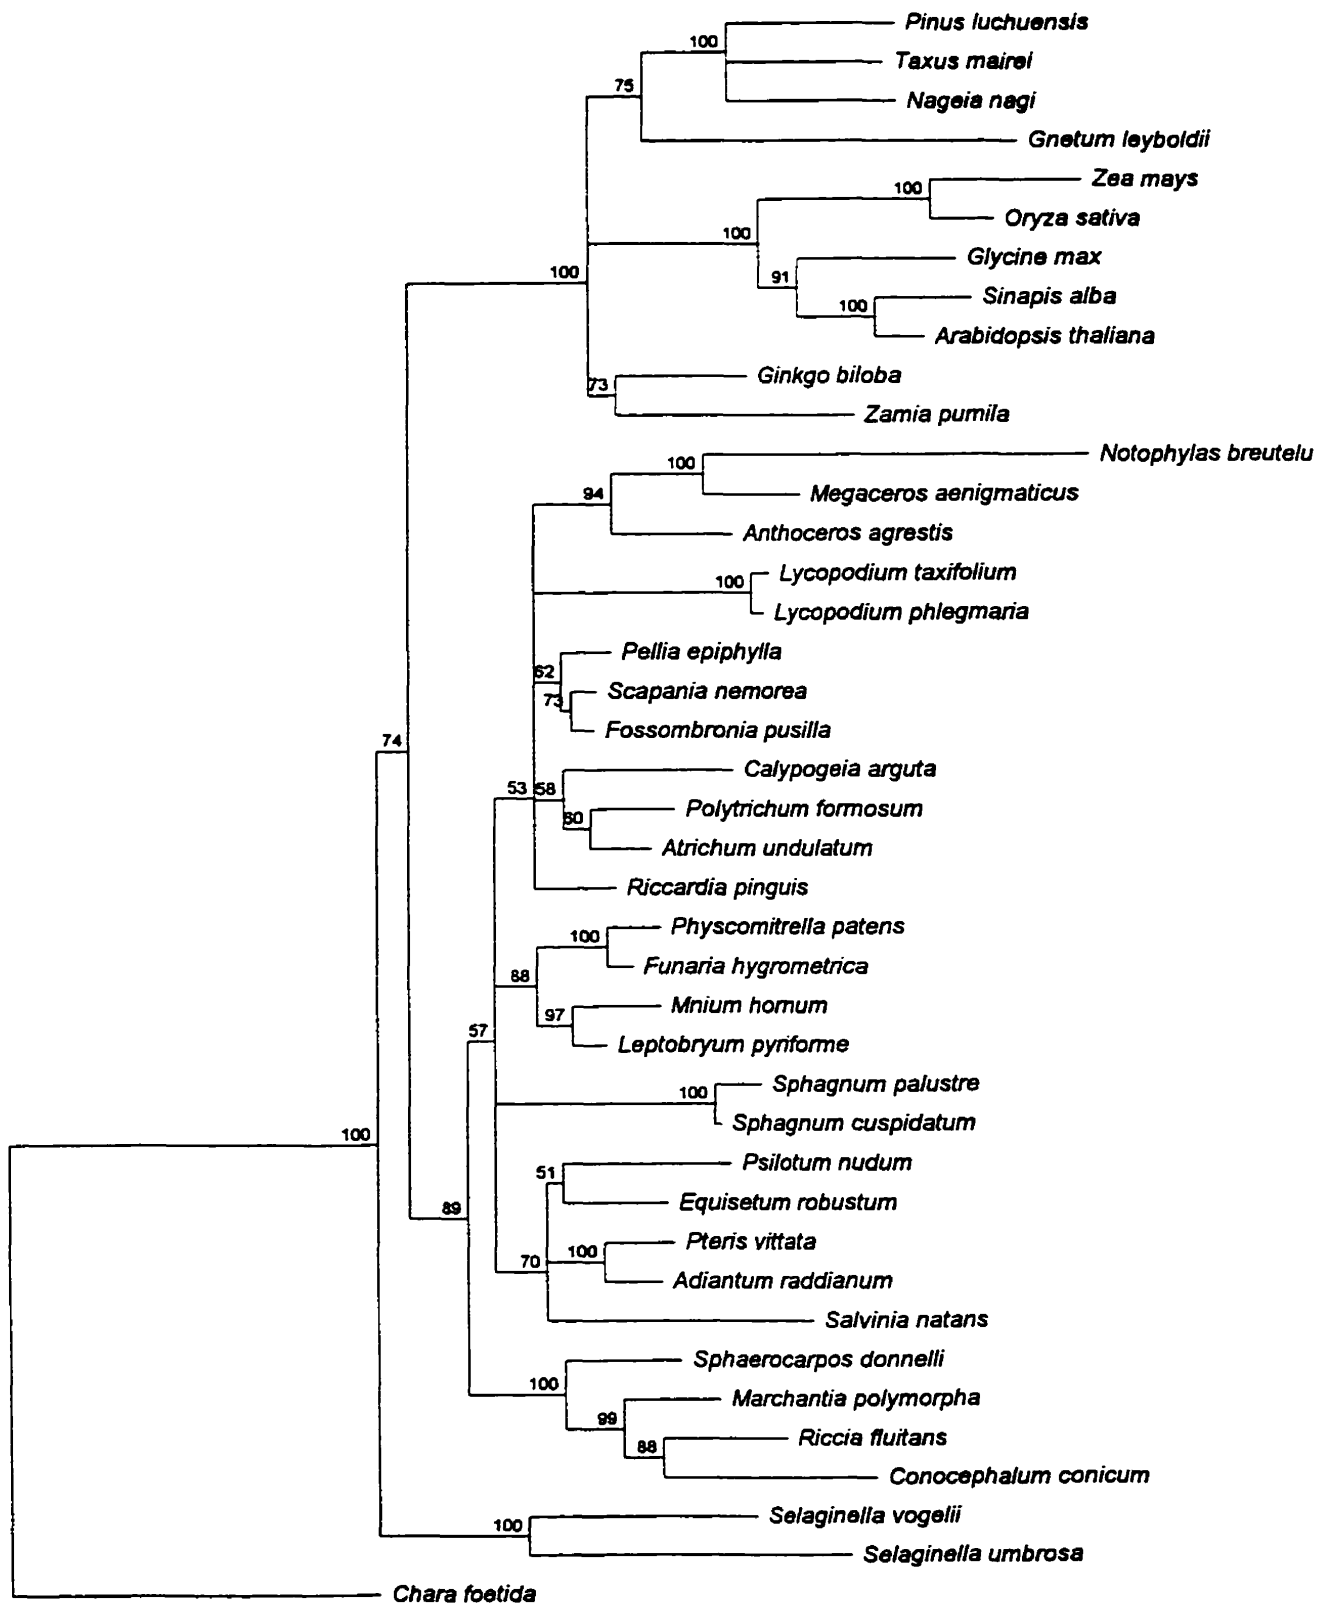 Pinus luchuensis
100
Taxus mairei
75
Nageia nagi
Gnetum leyboldii
Zea mays
100
Oryza sativa
100
Glycine max
100
91
Sinapis alba
100
Arabidopsis thaliana
Ginkgo biloba
73
Zamia pumila
Notophylas breutelu
100
Megaceros aenigmaticus
94
Anthoceros agrestis
Lycopodium taxifolium
100
Lycopodium phlegmaria
Pellia epiphylla
62
Scapania nemorea
73
Fossombronia pusilla
74
Calypogeia arguta
53
58
Polytrichum formosum
60
Atrichum undulatum
Riccardia pinguis
Physcomitrella patens
100
Funaria hygrometrica
88
Mnium hornum
97
57
Leptobryum pyriforme
Sphagnum palustre
100
Sphagnum cuspidatum
100
Psilotum nudum
51
Equisetum robustum
89
Pteris vittata
100
70
Adiantum raddianum
Salvinia natans
Sphaerocarpos donnelli
100
Marchantia polymorpha
99
Riccia fluitans
88
Conocephalum conicum
Selaginella vogelii
100
Selaginella umbrosa
Chara foetida